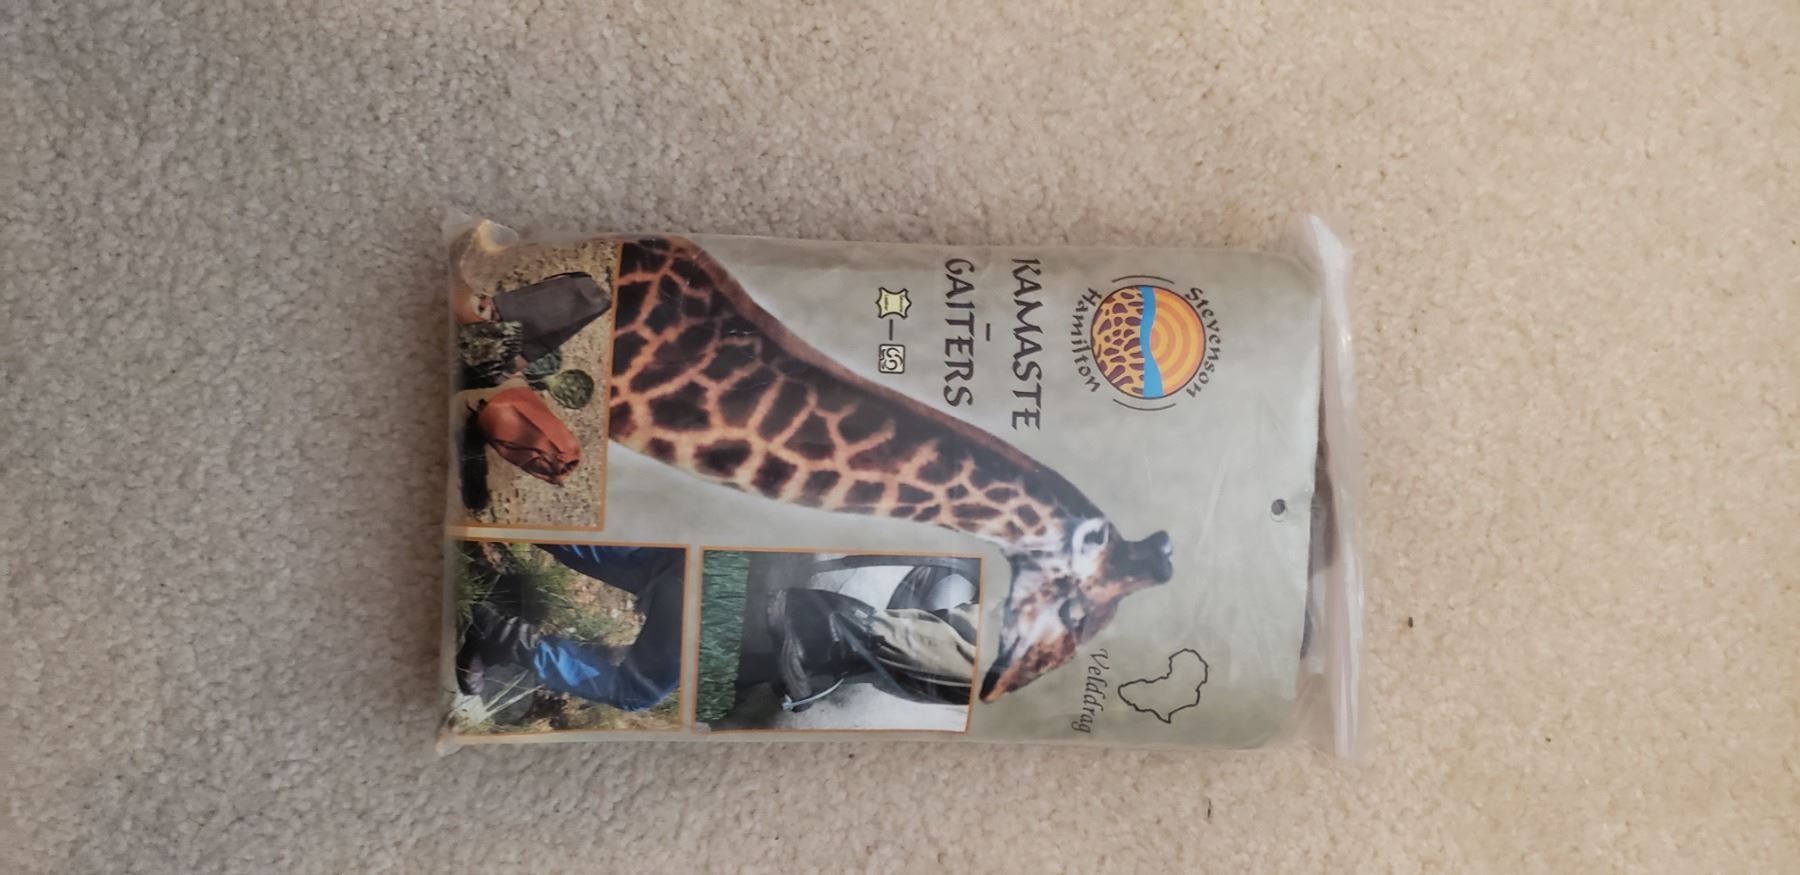 Stevenson
Hamilton
KAMASTE
-
GAITERS
Velddrag